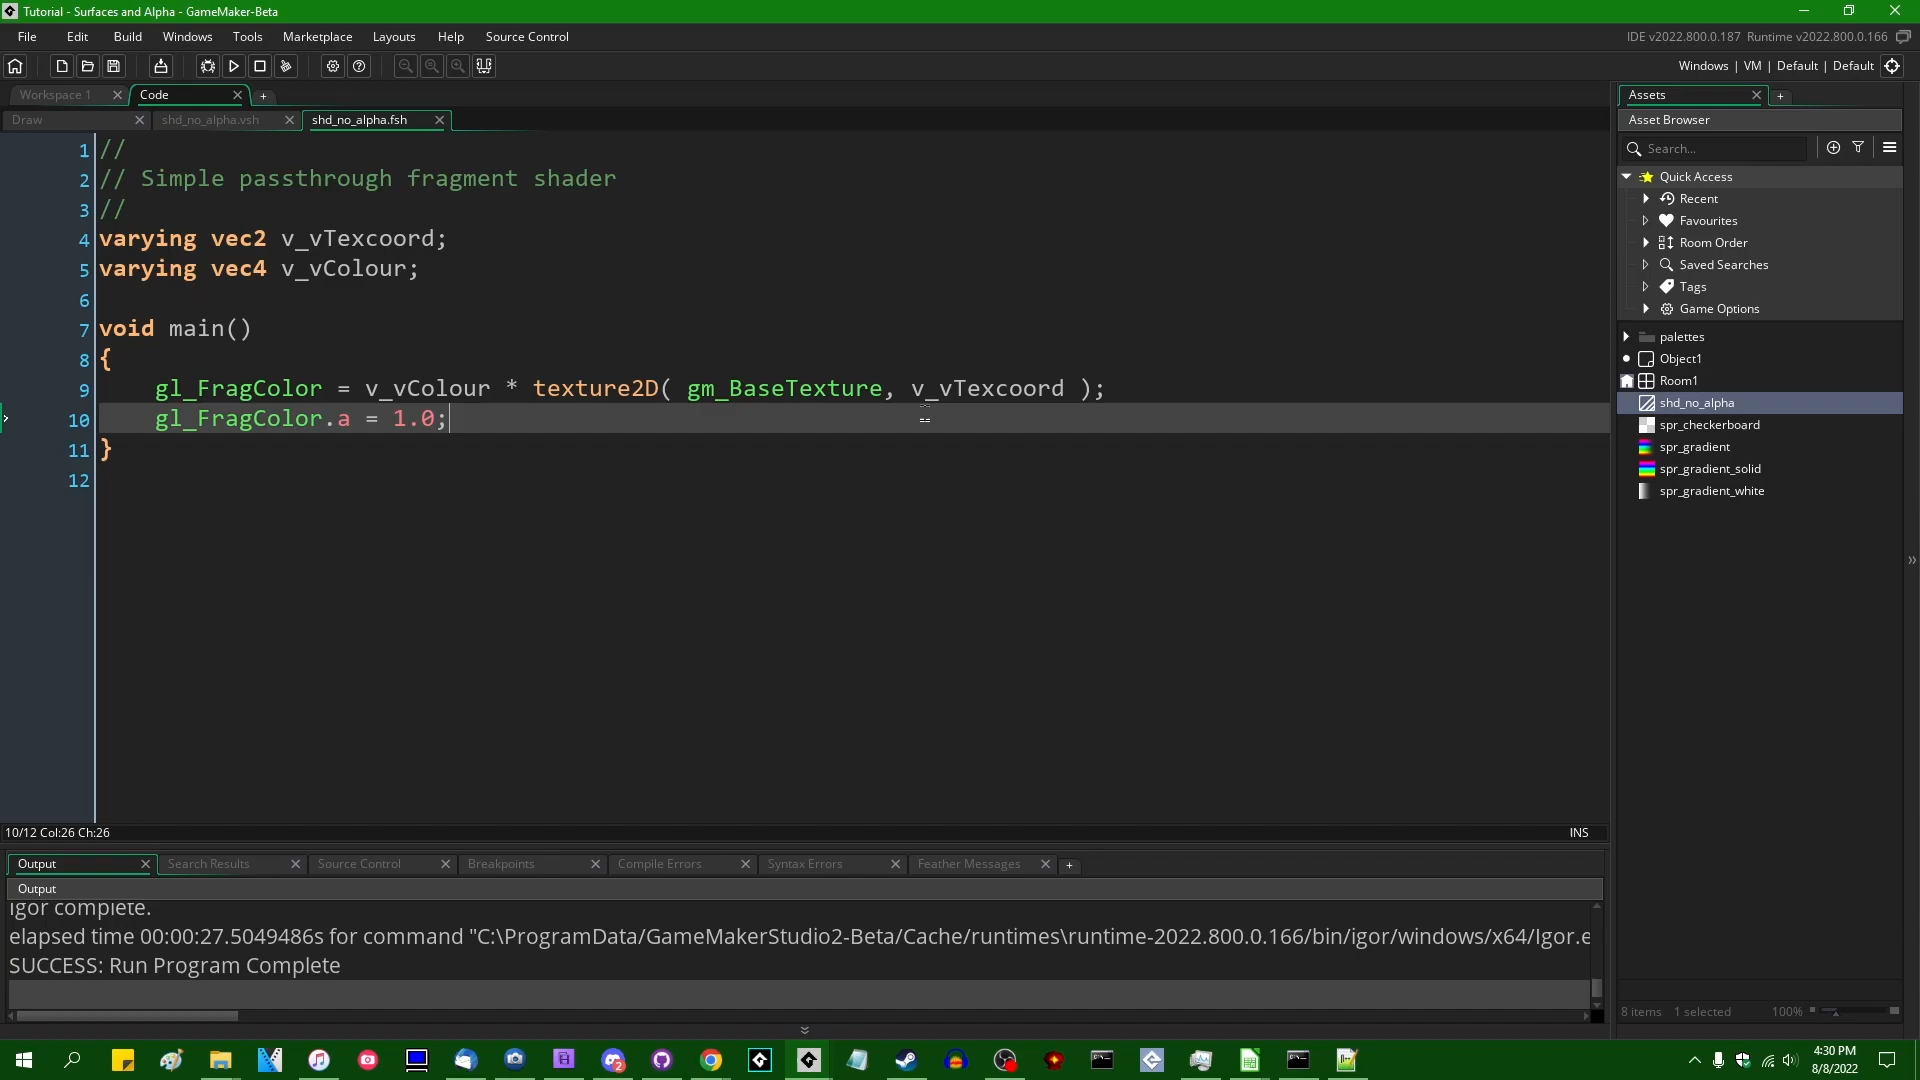 Tutorial - Surfaces and Alpha - GameMaker-Beta
File Edit Build Windows Tools Marketplace Layouts Help Source Control
IDE v2022.800.0.187 Runtime v2022.800.0.166
Windows | VM | Default | Default
Workspace 1
Code
Draw
shd_no_alpha.vsh
shd_no_alpha.fsh
1 //
2 // Simple passthrough fragment shader
3 //
4 varying vec2 v_vTexcoord;
5 varying vec4 v_vColour;
6
7 void main()
8 {
9 gl_FragColor = v_vColour * texture2D( gm_BaseTexture, v_vTexcoord );
10 gl_FragColor.a = 1.0;
11 }
12
10/12 Col:26 Ch:26
INS
Output
Search Results
Source Control
Breakpoints
Compile Errors
Syntax Errors
Feather Messages
Output
Igor complete.
elapsed time 00:00:27.5049486s for command "C:\ProgramData/GameMakerStudio2-Beta/Cache/runtimes\runtime-2022.800.0.166/bin/igor/windows/x64/Igor.e
SUCCESS: Run Program Complete
Assets
Asset Browser
Search...
Quick Access
Recent
Favourites
Room Order
Saved Searches
Tags
Game Options
palettes
Object1
Room1
shd_no_alpha
spr_checkerboard
spr_gradient
spr_gradient_solid
spr_gradient_white
8 items 1 selected 100%
2
4:30 PM
8/8/2022